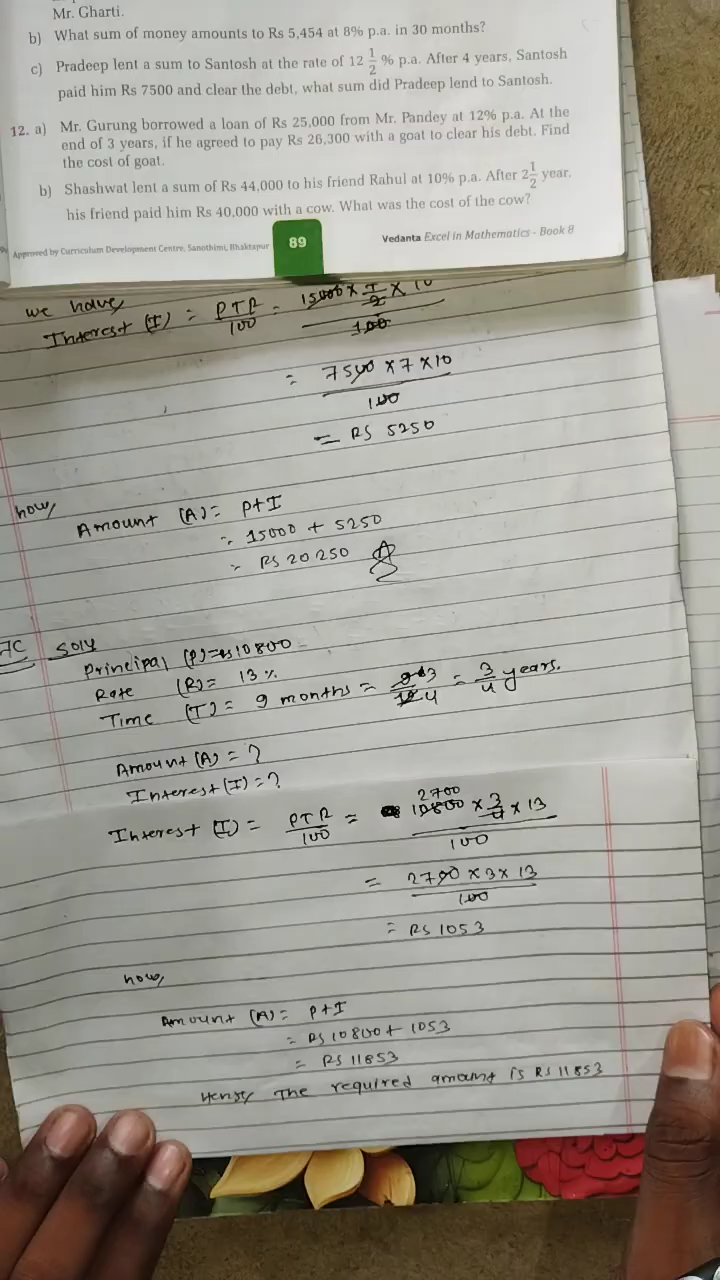 Mr. Gharti.
b) What sum of money amounts to Rs 5,454 at 8% p.a. in 30 months?
c) Pradeep lent a sum to Santosh at the rate of 12 1/2 % p.a. After 4 years, Santosh
paid him Rs 7500 and clear the debt, what sum did Pradeep lend to Santosh.
12. a) Mr. Gurung borrowed a loan of Rs 25,000 from Mr. Pandey at 12% p.a. At the
end of 3 years, if he agreed to pay Rs 26,300 with a goat to clear his debt. Find
the cost of goat.
b) Shashwat lent a sum of Rs 44,000 to his friend Rahul at 10% p.a. After 2 1/2 year,
his friend paid him Rs 40,000 with a cow. What was the cost of the cow?
Approved by Curriculum Development Centre, Sanothimi, Bhaktapur 89 Vedanta Excel in Mathematics - Book 8
we have,
Interest (I) = PTR/100 = 15000 × 7/2 × 10 / 100
= 7500 × 7 × 10 / 100
= Rs 5250
now,
Amount (A) = P+I
= 15000 + 5250
= Rs 20250
7C Soln
Principal (P) = Rs 10800
Rate (R) = 13 %
Time (T) = 9 months = 9 3/12 4 = 3/4 years.
Amount (A) = ?
Interest (I) = ?
2700
Interest (I) = PTR/100 = 10800 × 3/4 × 13 / 100
= 2700 × 3 × 13 / 100
= Rs 1053
now,
Amount (A) = P+I
= Rs 10800 + 1053
= Rs 11853
Henge, The required amount is Rs 11853